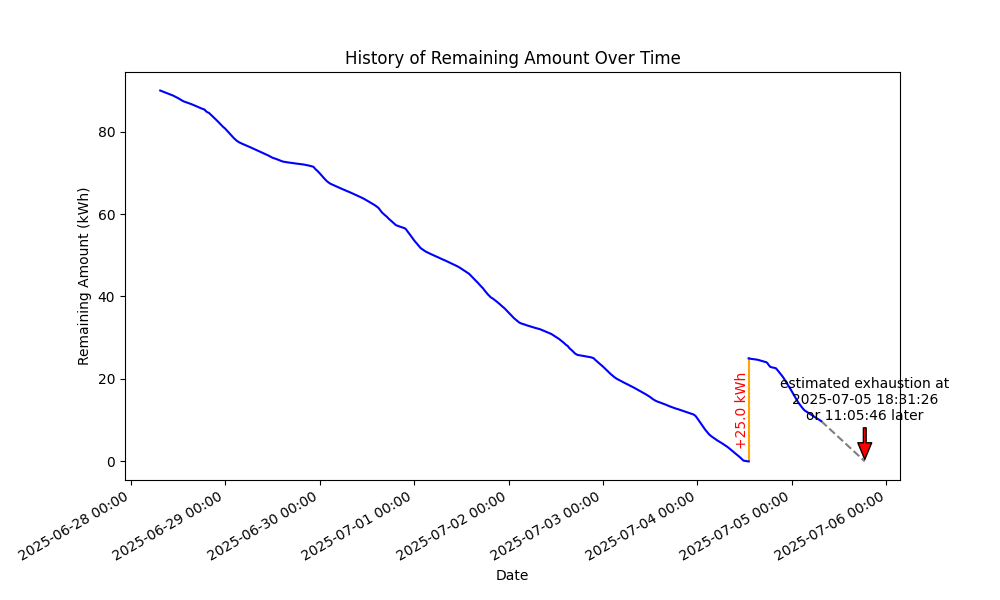 History of Remaining Amount Over Time
Remaining Amount (kWh)
80
60
40
20
0
+25.0 kWh
estimated exhaustion at
2025-07-05 18:31:26
or 11:05:46 later
2025-06-28 00:00
2025-06-29 00:00
2025-06-30 00:00
2025-07-01 00:00
2025-07-02 00:00
2025-07-03 00:00
2025-07-04 00:00
2025-07-05 00:00
2025-07-06 00:00
Date